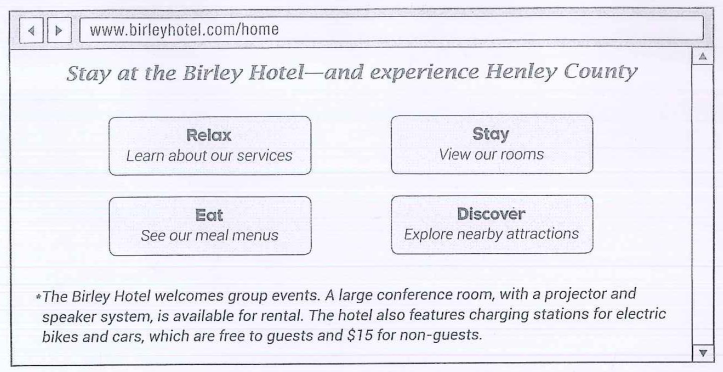 www.birleyhotel.com/home
Stay at the Birley Hotel—and experience Henley County
Relax
Learn about our services
Stay
View our rooms
Eat
See our meal menus
Discover
Explore nearby attractions
*The Birley Hotel welcomes group events. A large conference room, with a projector and
speaker system, is available for rental. The hotel also features charging stations for electric
bikes and cars, which are free to guests and $15 for non-guests.